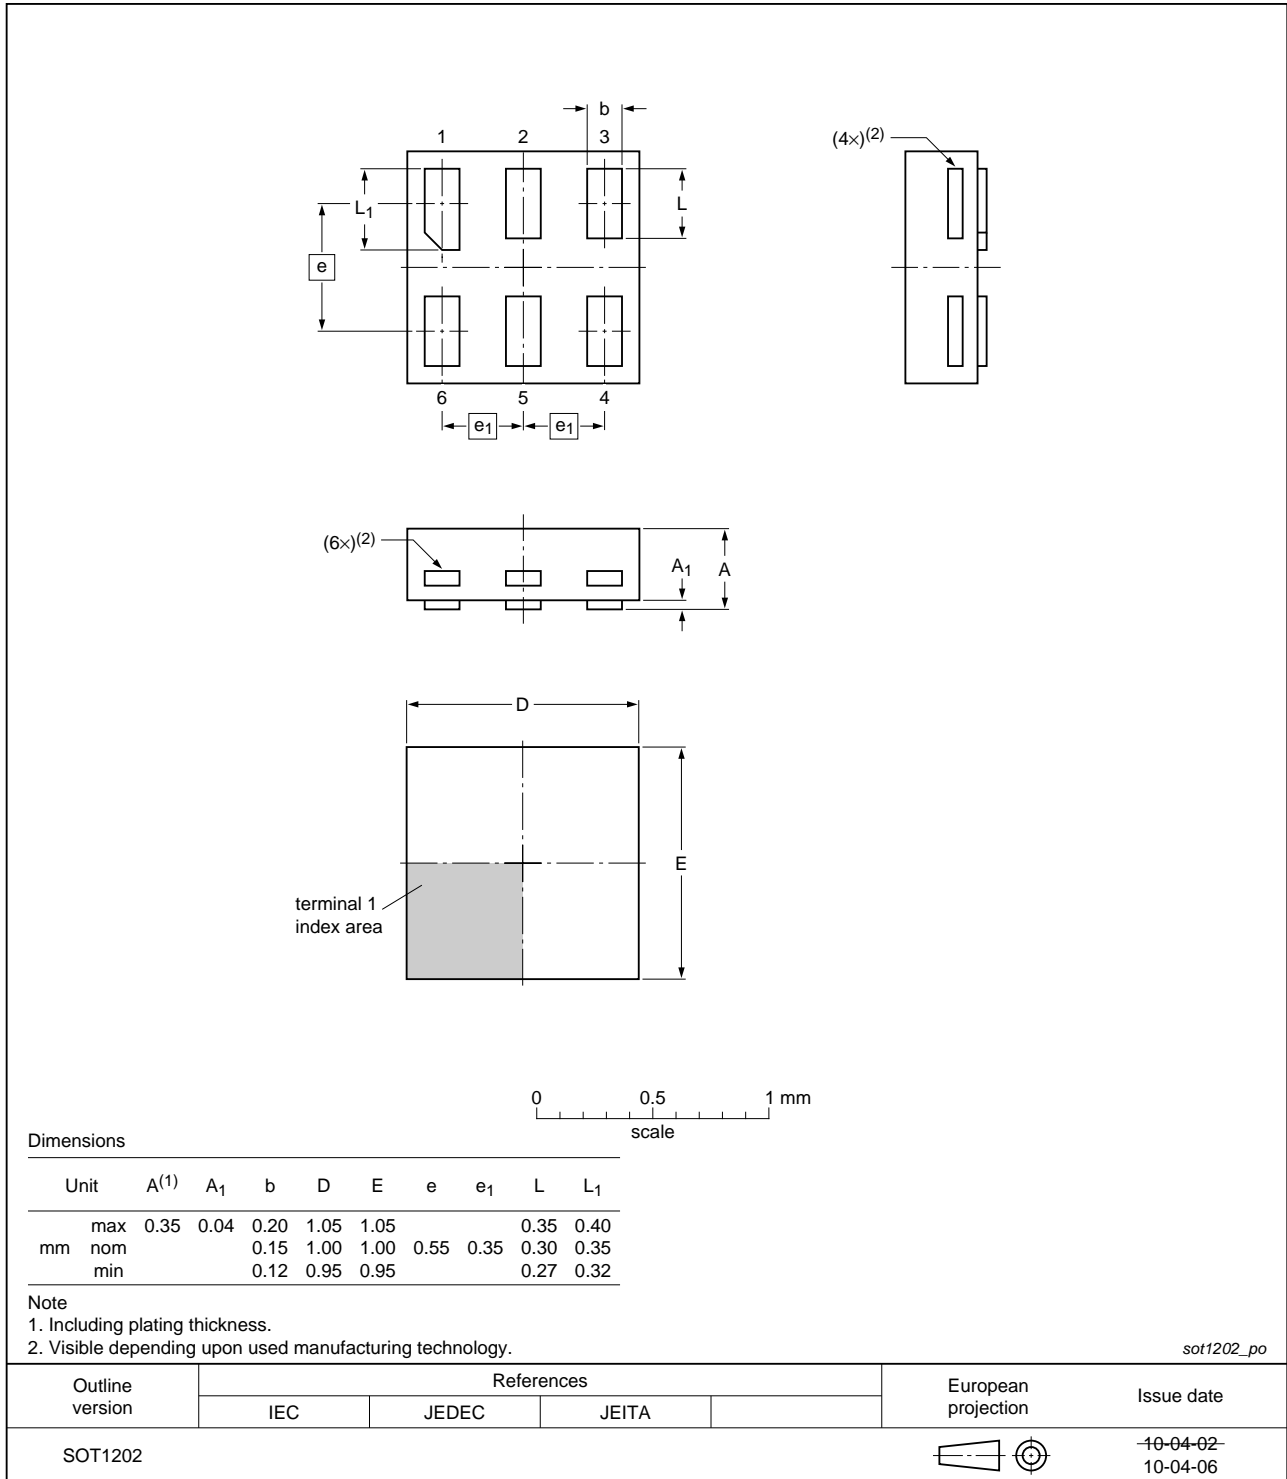 b
1 2 3
(4×)(2)
L1
L
e
6 5 4
e1 e1
(6×)(2)
A1 A
D
E
terminal 1
index area
0 0.5 1 mm
scale
Dimensions
Unit A(1) A1 b D E e e1 L L1
max 0.35 0.04 0.20 1.05 1.05 0.35 0.40
mm nom 0.15 1.00 1.00 0.55 0.35 0.30 0.35
min 0.12 0.95 0.95 0.27 0.32
Note
1. Including plating thickness.
2. Visible depending upon used manufacturing technology.
sot1202_po
Outline
version
References
IEC JEDEC JEITA
European
projection
Issue date
SOT1202
10-04-02
10-04-06